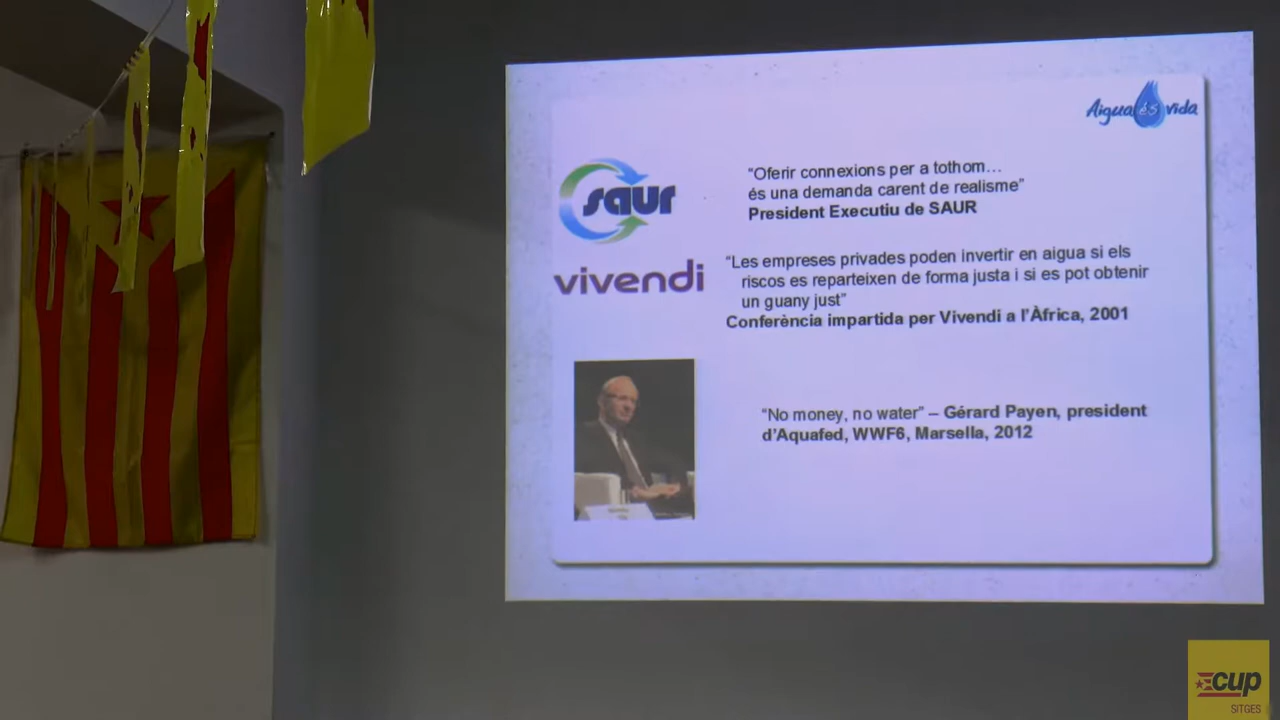 Aigua és vida
saur
"Oferir connexions per a tothom…
és una demanda carent de realisme"
President Executiu de SAUR
vivendi
"Les empreses privades poden invertir en aigua si els
riscos es reparteixen de forma justa i si es pot obtenir
un guany just"
Conferència impartida per Vivendi a l'Àfrica, 2001
"No money, no water" – Gérard Payen, president
d'Aquafed, WWF6, Marsella, 2012
cup
SITGES